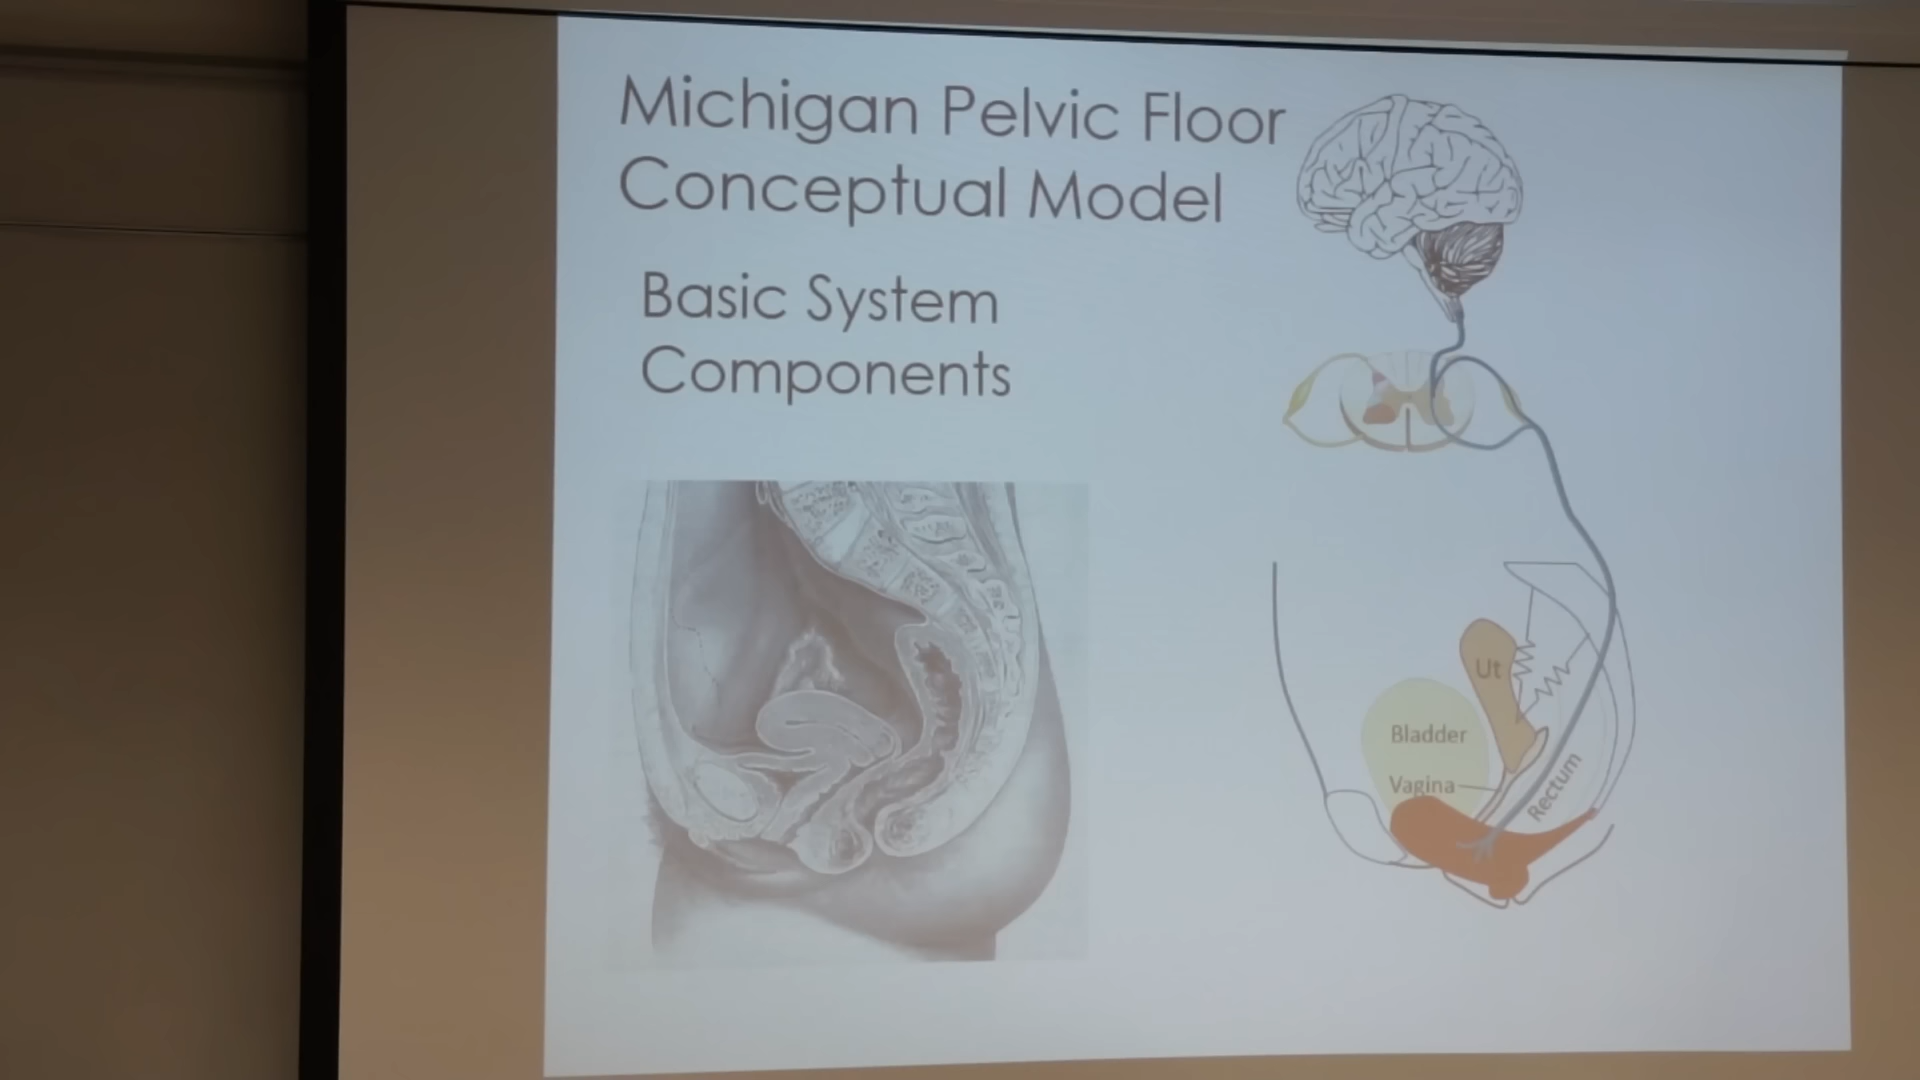 Michigan Pelvic Floor
Conceptual Model
Basic System
Components
Ut
Bladder
Vagina
Rectum